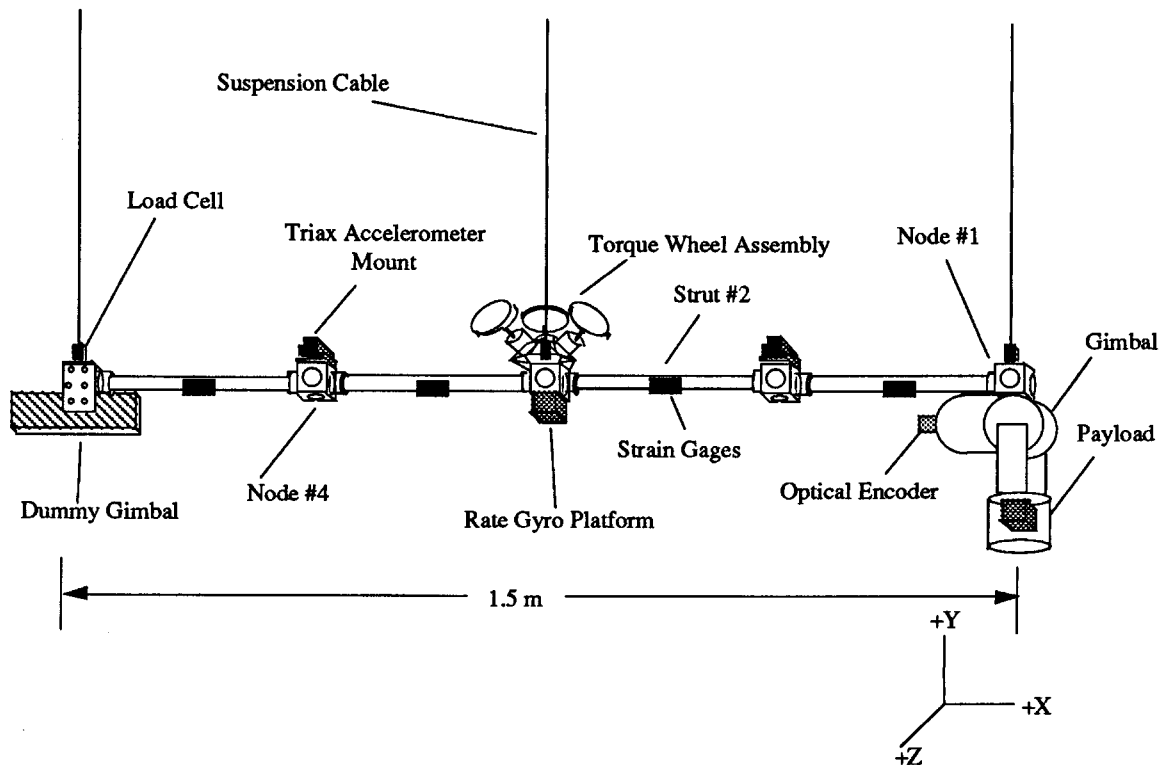 Suspension Cable
Load Cell
Triax Accelerometer
Mount
Torque Wheel Assembly
Node #1
Strut #2
Gimbal
Payload
Strain Gages
Optical Encoder
Node #4
Dummy Gimbal
Rate Gyro Platform
1.5 m
+Y
+X
+Z